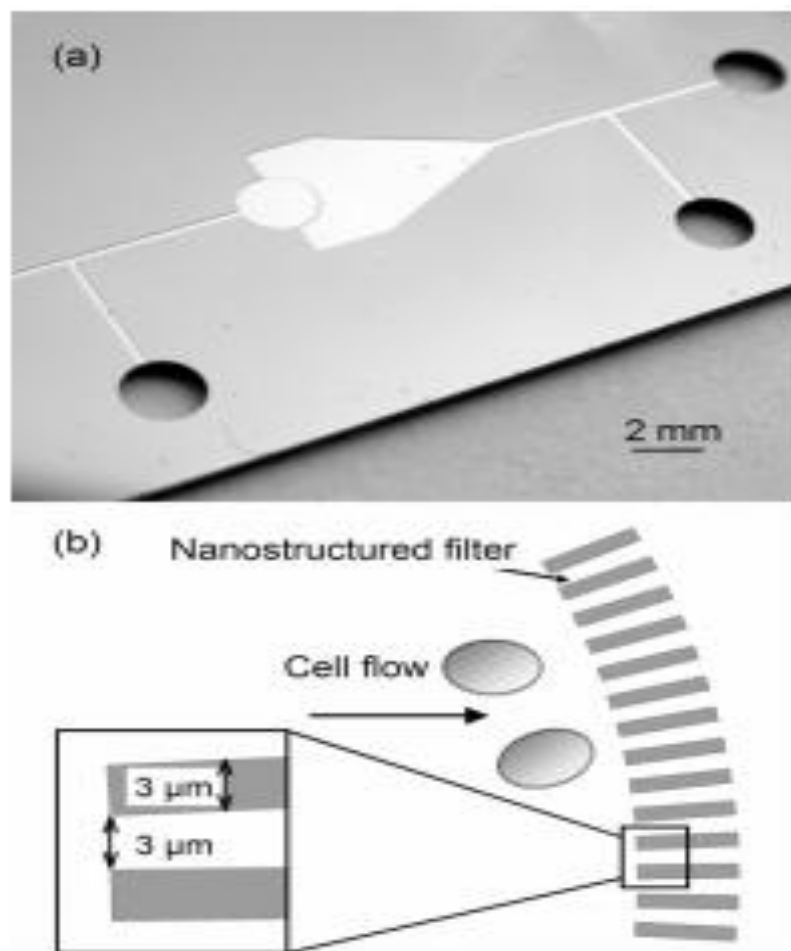 (a)
2 mm
(b)
Nanostructured filter
Cell flow
3 µm
3 µm